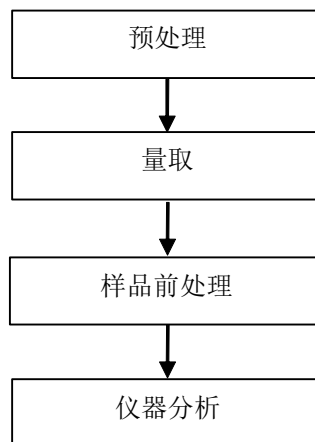 预处理
量取
样品前处理
仪器分析